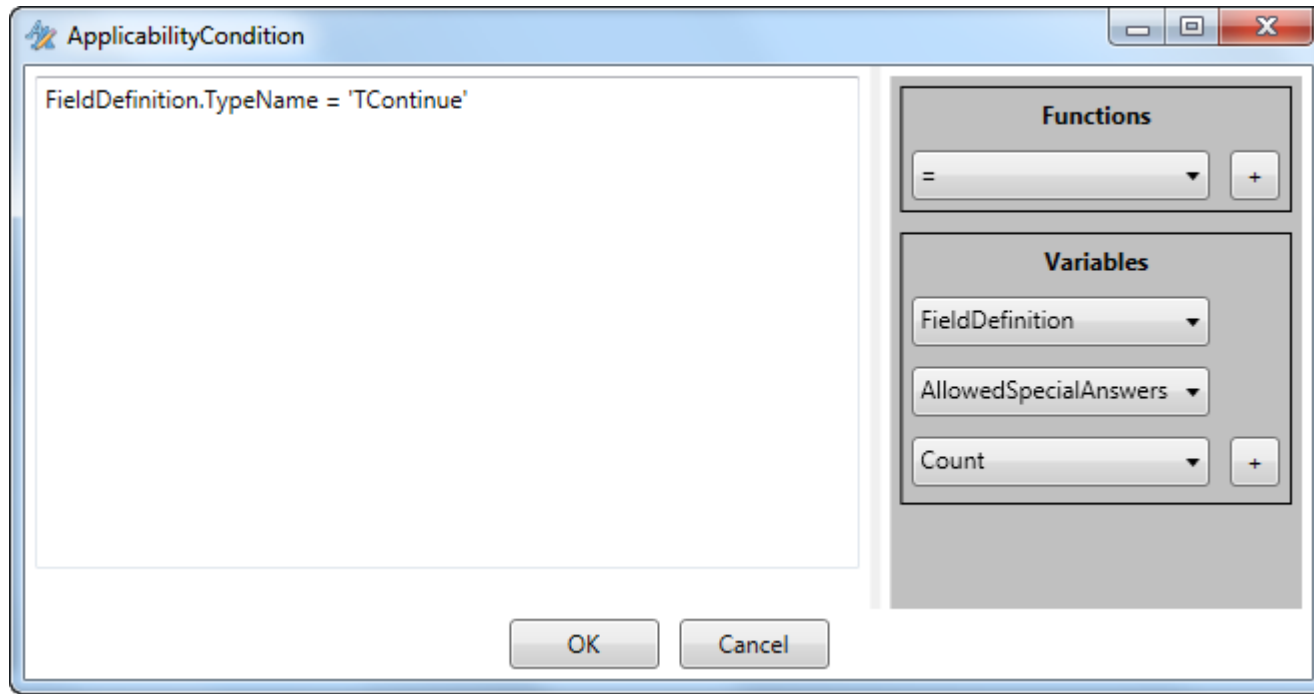 ApplicabilityCondition
FieldDefinition.TypeName = 'TContinue'
Functions
=
+
Variables
FieldDefinition
AllowedSpecialAnswers
Count
+
OK
Cancel